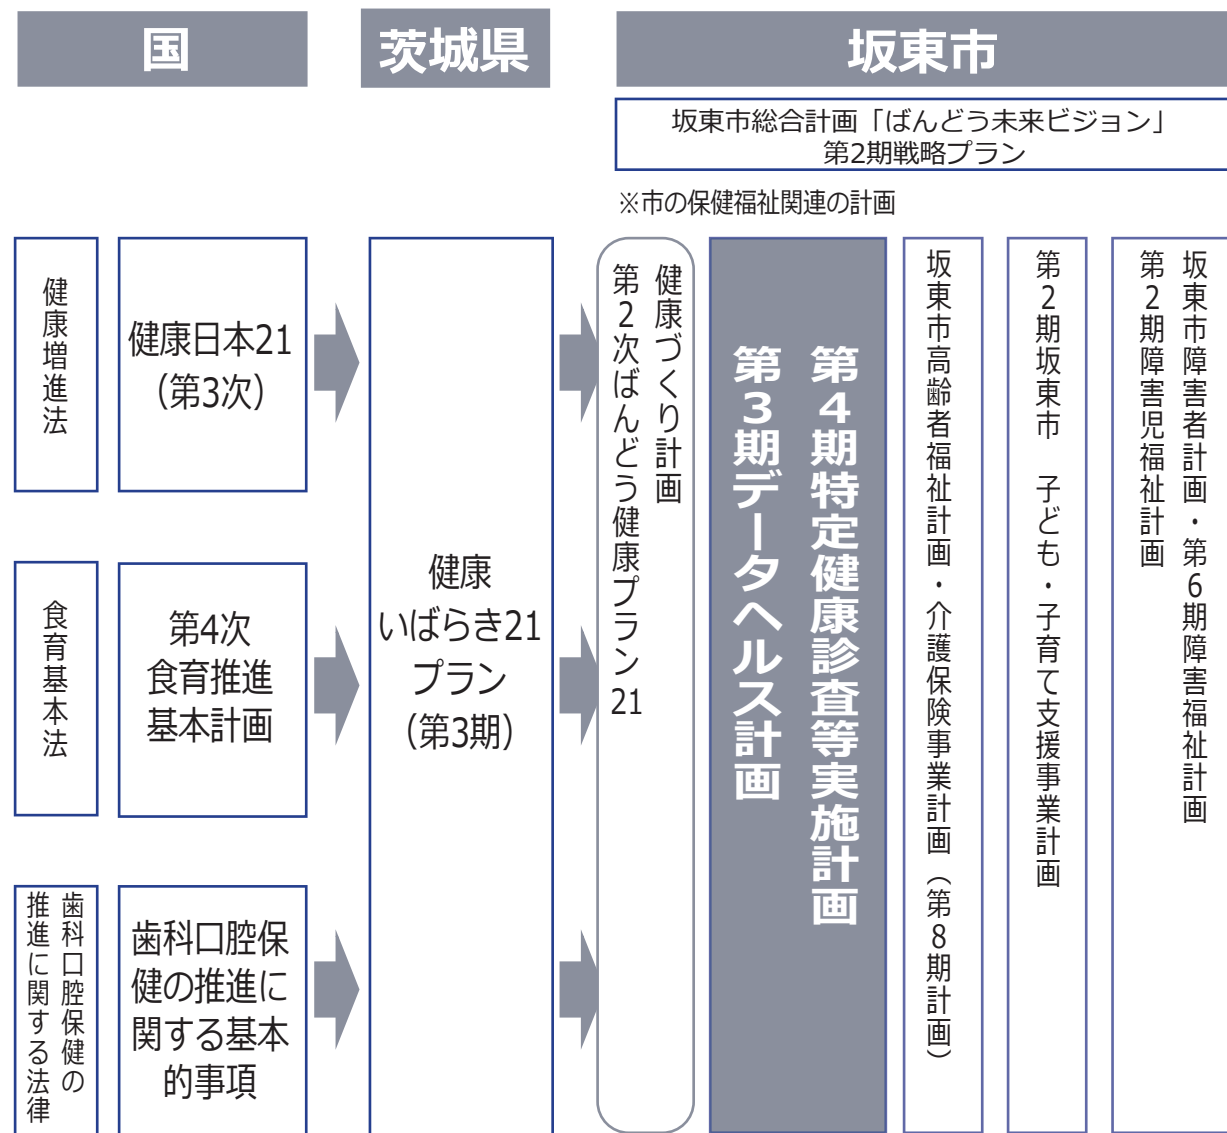 国
茨城県
坂東市
坂東市総合計画「ばんどう未来ビジョン」
第2期戦略プラン
※市の保健福祉関連の計画
健康増進法
健康日本21
（第3次）
食育基本法
第4次
食育推進
基本計画
歯科口腔保健の
推進に関する法律
歯科口腔保
健の推進に
関する基本
的事項
健康
いばらき21
プラン
（第3期）
健康づくり計画
第2次ばんどう健康プラン21
第4期特定健康診査等実施計画
第3期データヘルス計画
坂東市高齢者福祉計画・介護保険事業計画（第8期計画）
第2期坂東市　子ども・子育て支援事業計画
坂東市障害者計画・第6期障害福祉計画
第2期障害児福祉計画